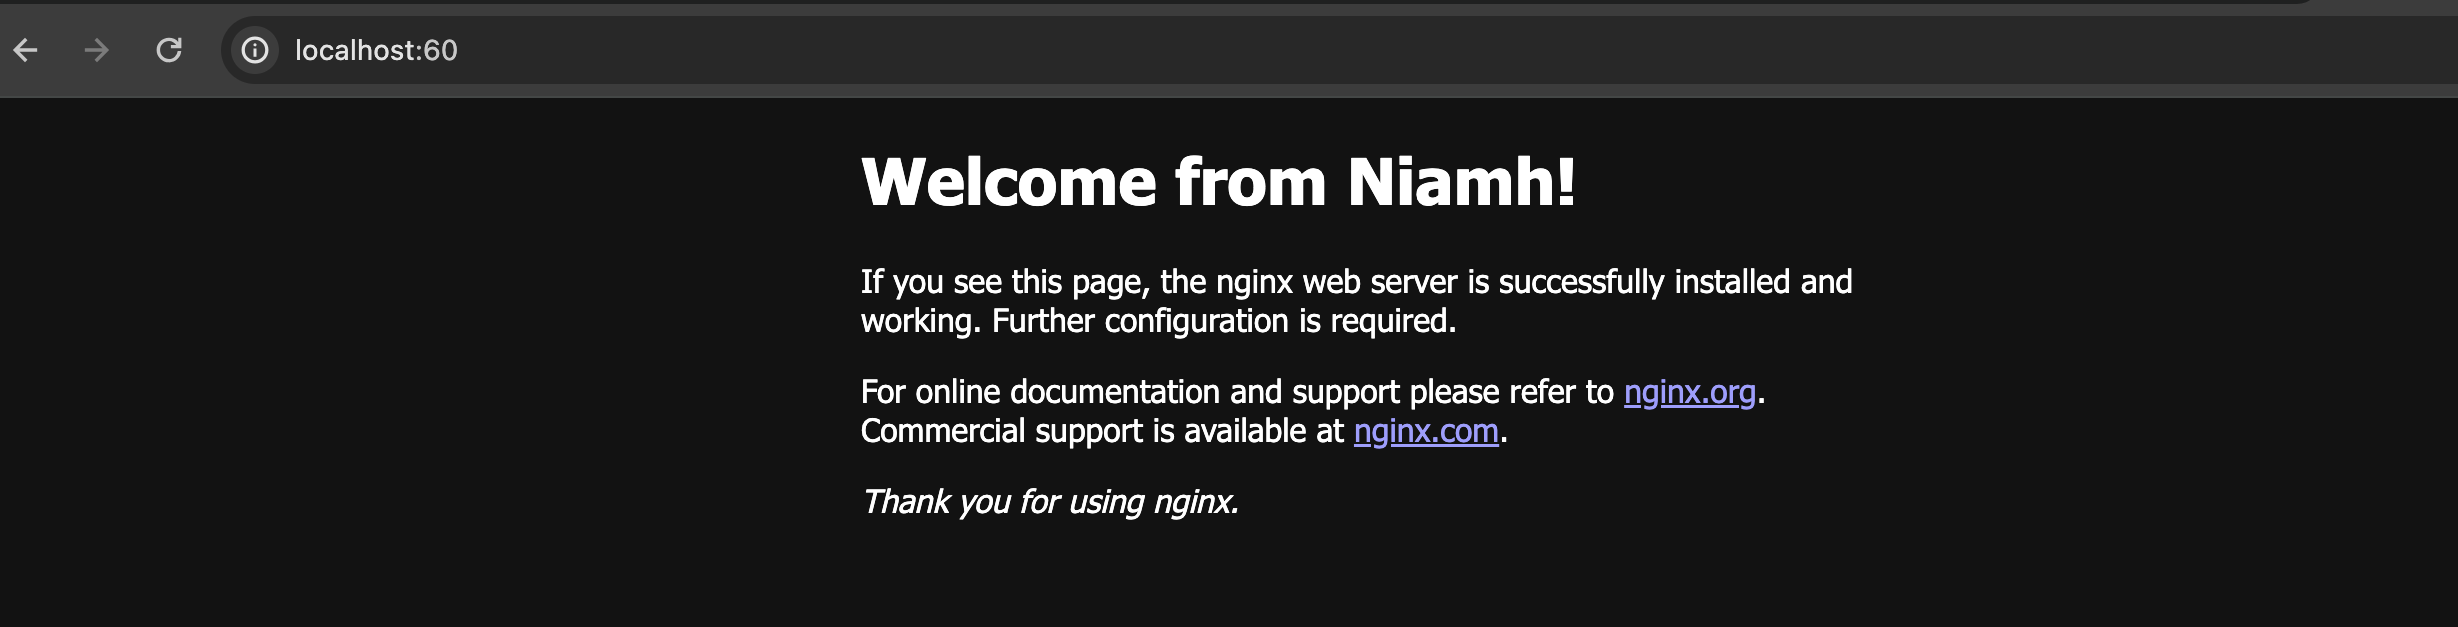 localhost:60
Welcome from Niamh!
If you see this page, the nginx web server is successfully installed and
working. Further configuration is required.
For online documentation and support please refer to nginx.org.
Commercial support is available at nginx.com.
Thank you for using nginx.